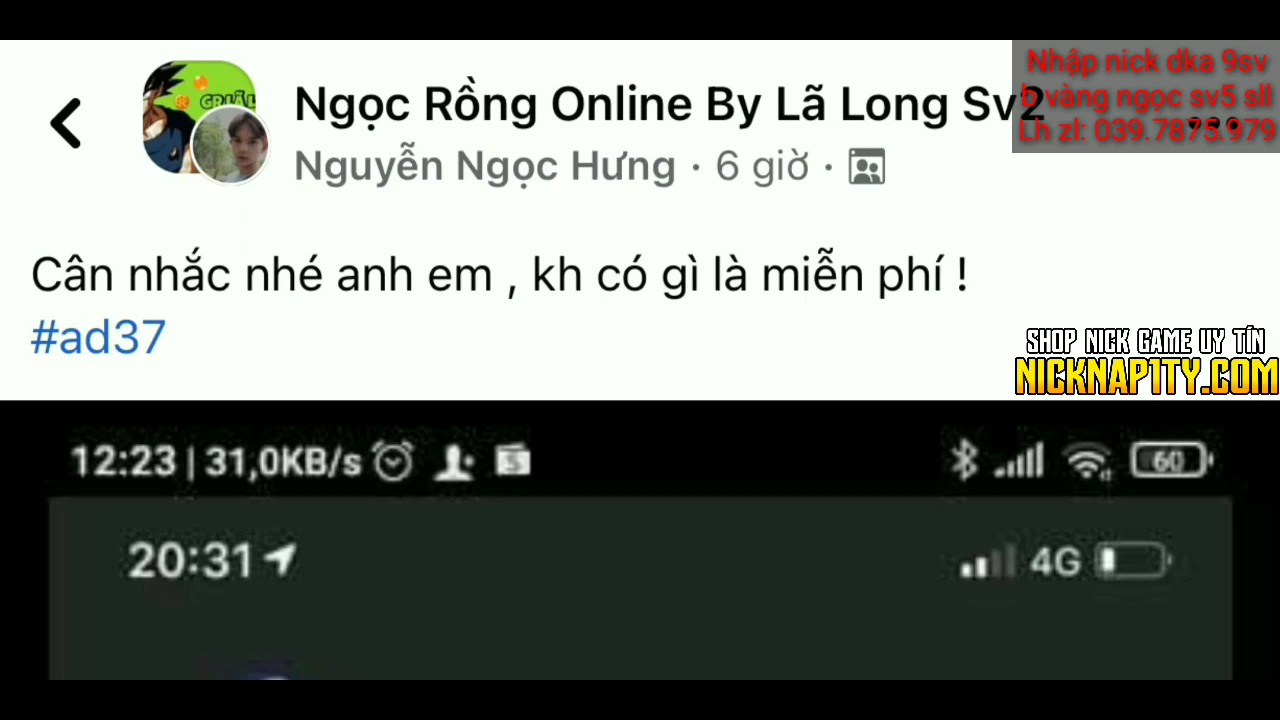 Ngọc Rồng Online By Lã Long Sv2
Nguyễn Ngọc Hưng · 6 giờ ·
Nhập nick dka 9sv
b vàng ngọc sv5 sll
Lh zl: 039.7875.979
Cân nhắc nhé anh em , kh có gì là miễn phí !
#ad37
SHOP NICK GAME UY TÍN
NICKNAP1TY.COM
12:23 | 31,0KB/s
60
20:31
4G